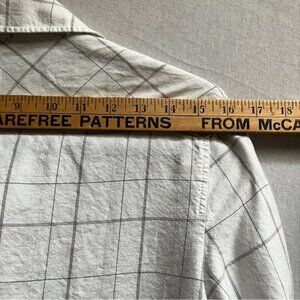 9 10 11 12 13 14 15 16 17 18
AREFREE PATTERNS FROM McCA